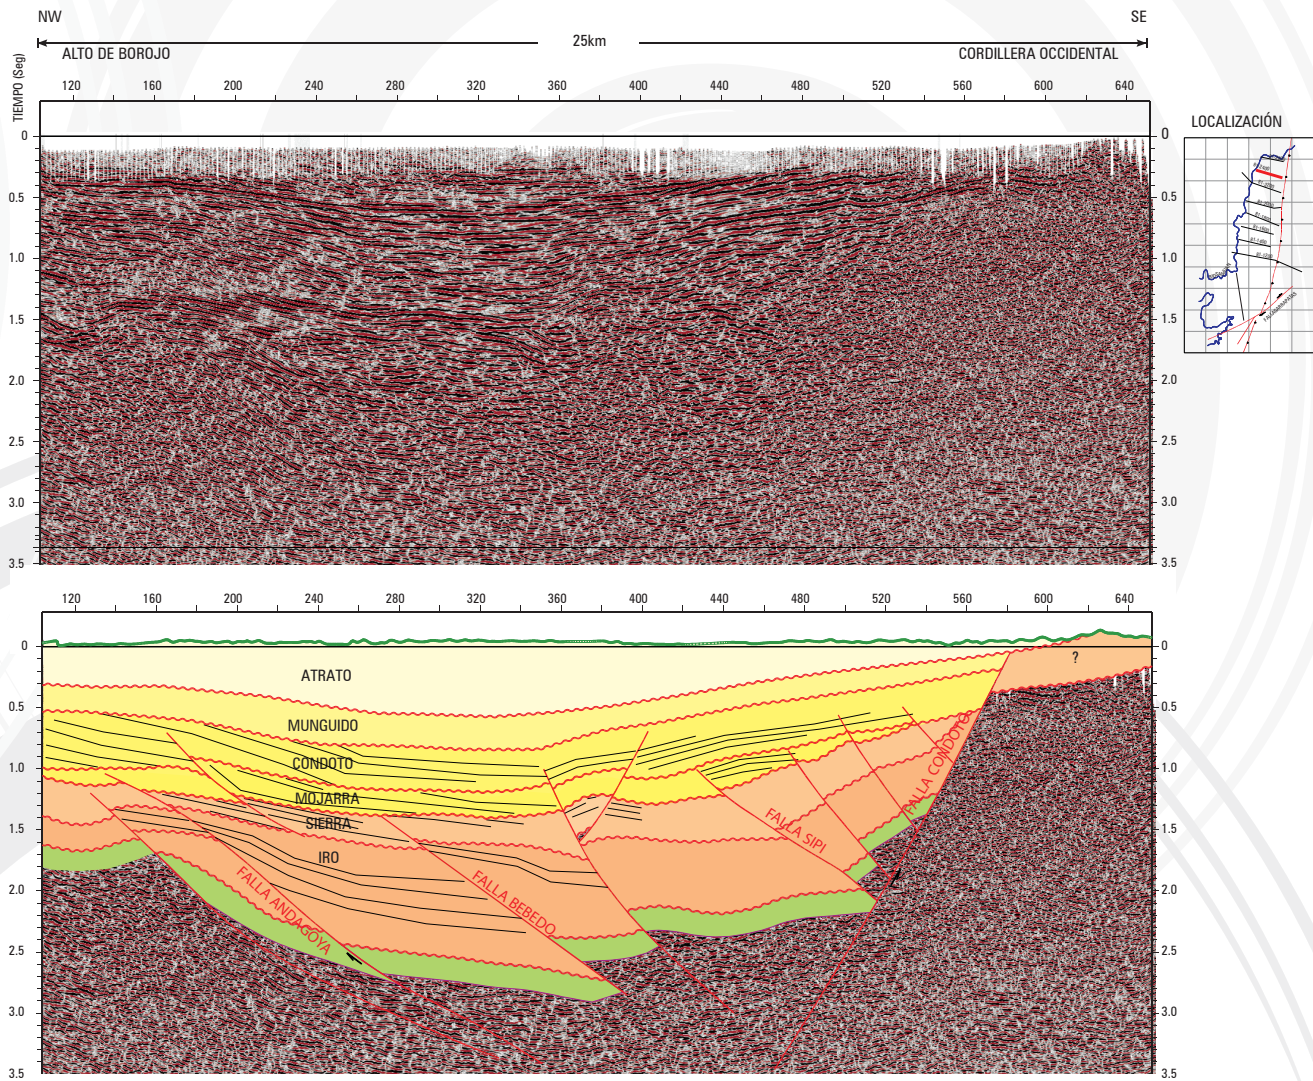 NW
SE
25km
ALTO DE BOROJO
CORDILLERA OCCIDENTAL
TIEMPO (Seg)
120 160 200 240 280 320 360 400 440 480 520 560 600 640
0
0.5
1.0
1.5
2.0
2.5
3.0
3.5
0
0.5
1.0
1.5
2.0
2.5
3.0
3.5
LOCALIZACIÓN
120 160 200 240 280 320 360 400 440 480 520 560 600 640
0
0.5
1.0
1.5
2.0
2.5
3.0
3.5
0
0.5
1.0
1.5
2.0
2.5
3.0
3.5
?
ATRATO
MUNGUIDO
CONDOTO
MOJARRA
SIERRA
IRO
FALLA ANDAGOYA
FALLA BEBEDO
FALLA SIPI
FALLA CONDOTO